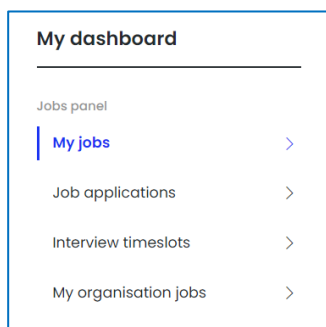 My dashboard
Jobs panel
My jobs
Job applications
Interview timeslots
My organisation jobs